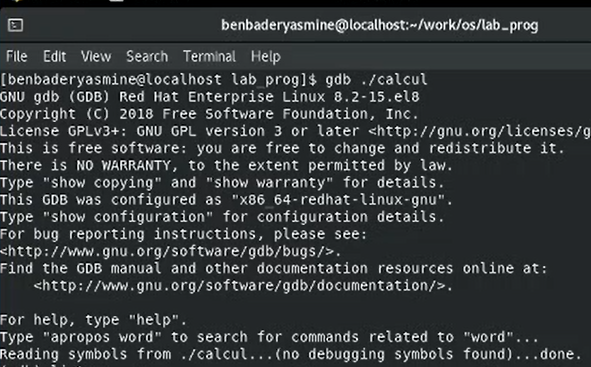 benbaderyasmine@localhost:~/work/os/lab_prog
File Edit View Search Terminal Help
[benbaderyasmine@localhost lab_prog]$ gdb ./calcul
GNU gdb (GDB) Red Hat Enterprise Linux 8.2-15.el8
Copyright (C) 2018 Free Software Foundation, Inc.
License GPLv3+: GNU GPL version 3 or later <http://gnu.org/licenses/g
This is free software: you are free to change and redistribute it.
There is NO WARRANTY, to the extent permitted by law.
Type "show copying" and "show warranty" for details.
This GDB was configured as "x86_64-redhat-linux-gnu".
Type "show configuration" for configuration details.
For bug reporting instructions, please see:
<http://www.gnu.org/software/gdb/bugs/>.
Find the GDB manual and other documentation resources online at:
<http://www.gnu.org/software/gdb/documentation/>.
For help, type "help".
Type "apropos word" to search for commands related to "word"...
Reading symbols from ./calcul...(no debugging symbols found)...done.